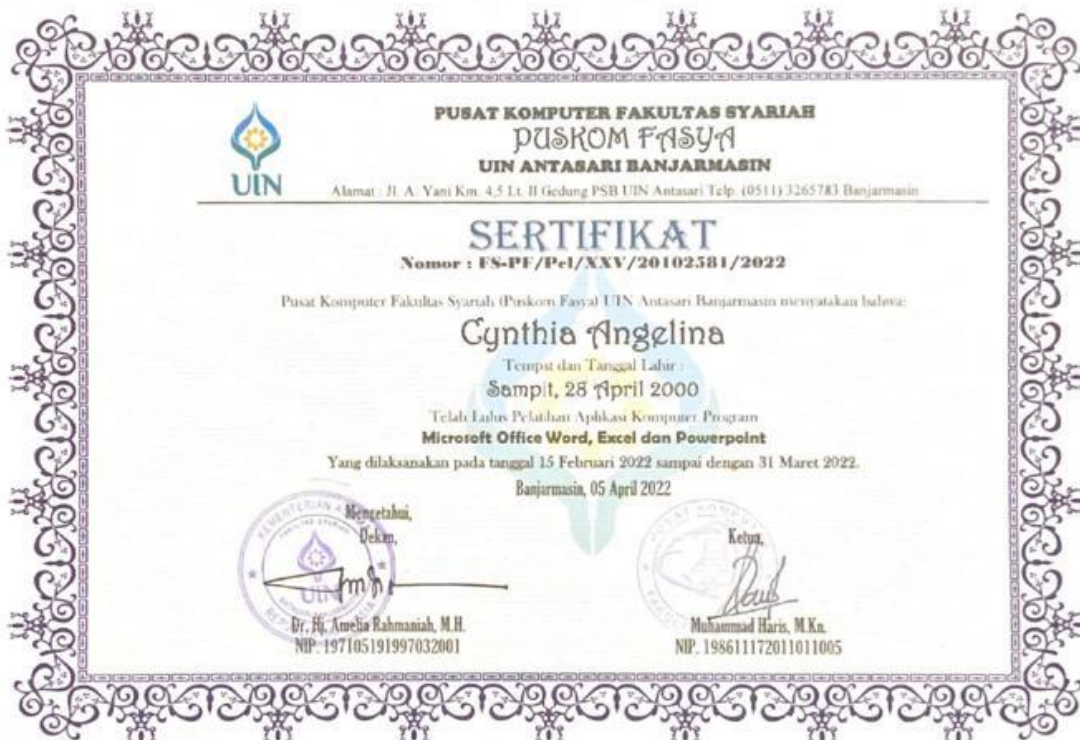 UIN
PUSAT KOMPUTER FAKULTAS SYARIAH
PUSKOM FASYA
UIN ANTASARI BANJARMASIN
Alamat : Jl. A. Yani Km. 4,5 Lt. II Gedung PSB UIN Antasari Telp. (0511) 3265783 Banjarmasin
SERTIFIKAT
Nomor : FS-PF/Pel/XXV/20102581/2022
Pusat Komputer Fakultas Syariah (Puskom Fasya) UIN Antasari Banjarmasin menyatakan bahwa:
Cynthia Angelina
Tempat dan Tanggal Lahir :
Sampit, 28 April 2000
Telah Lulus Pelatihan Aplikasi Komputer Program
Microsoft Office Word, Excel dan Powerpoint
Yang dilaksanakan pada tanggal 15 Februari 2022 sampai dengan 31 Maret 2022.
Banjarmasin, 05 April 2022
Mengetahui,
Dekan,
Ketua,
KEMENTERIAN
FAKULTAS SYARIAH
UIN
PUSAT
Dr. Hj. Amelia Rahmaniah, M.H.
NIP. 197105191997032001
Muhammad Haris, M.Kn.
NIP. 198611172011011005